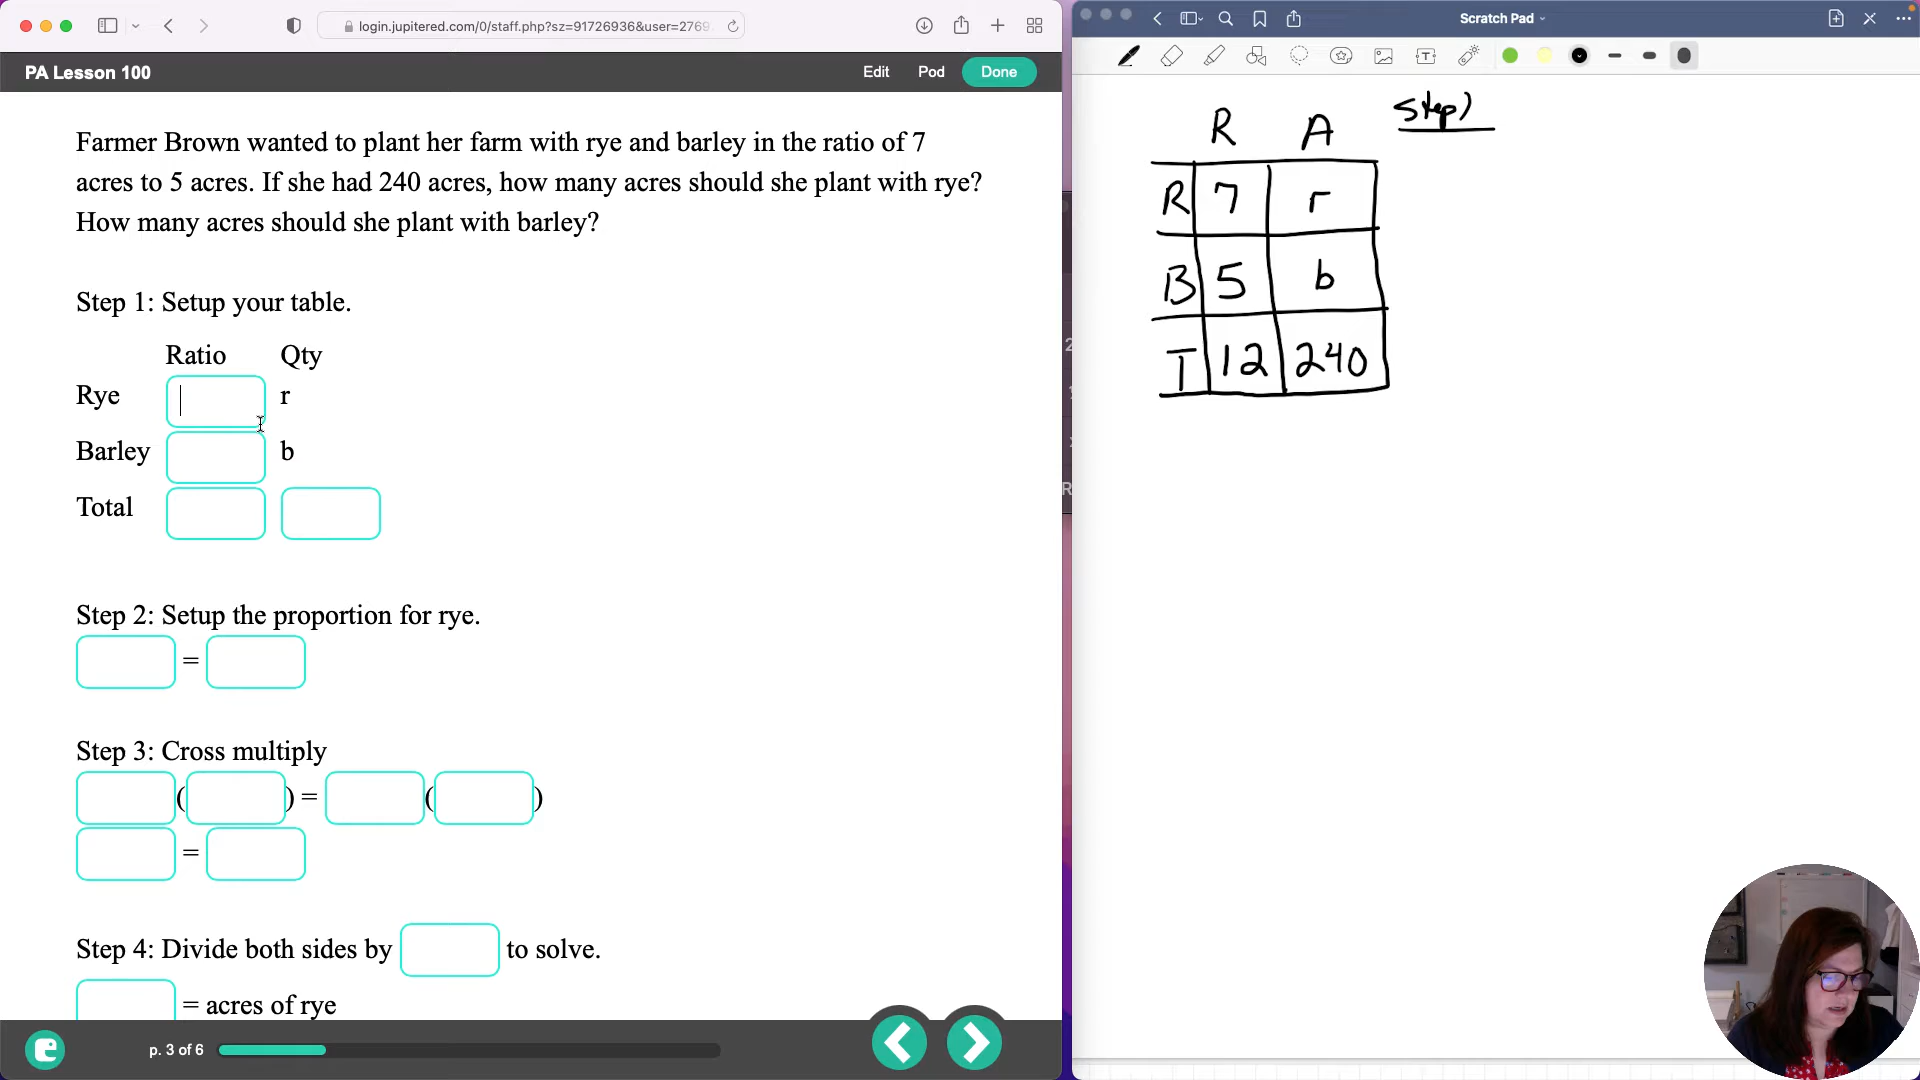 login.jupitered.com/0/staff.php?sz=91726936&user=2769
PA Lesson 100
Edit
Pod
Done
Farmer Brown wanted to plant her farm with rye and barley in the ratio of 7
acres to 5 acres. If she had 240 acres, how many acres should she plant with rye?
How many acres should she plant with barley?
Step 1: Setup your table.
Ratio Qty
Rye r
Barley b
Total
Step 2: Setup the proportion for rye.
=
Step 3: Cross multiply
( ) = ( )
=
Step 4: Divide both sides by to solve.
= acres of rye
p. 3 of 6
Scratch Pad
R A
R 7 r
B 5 b
T 12 240
Step 1